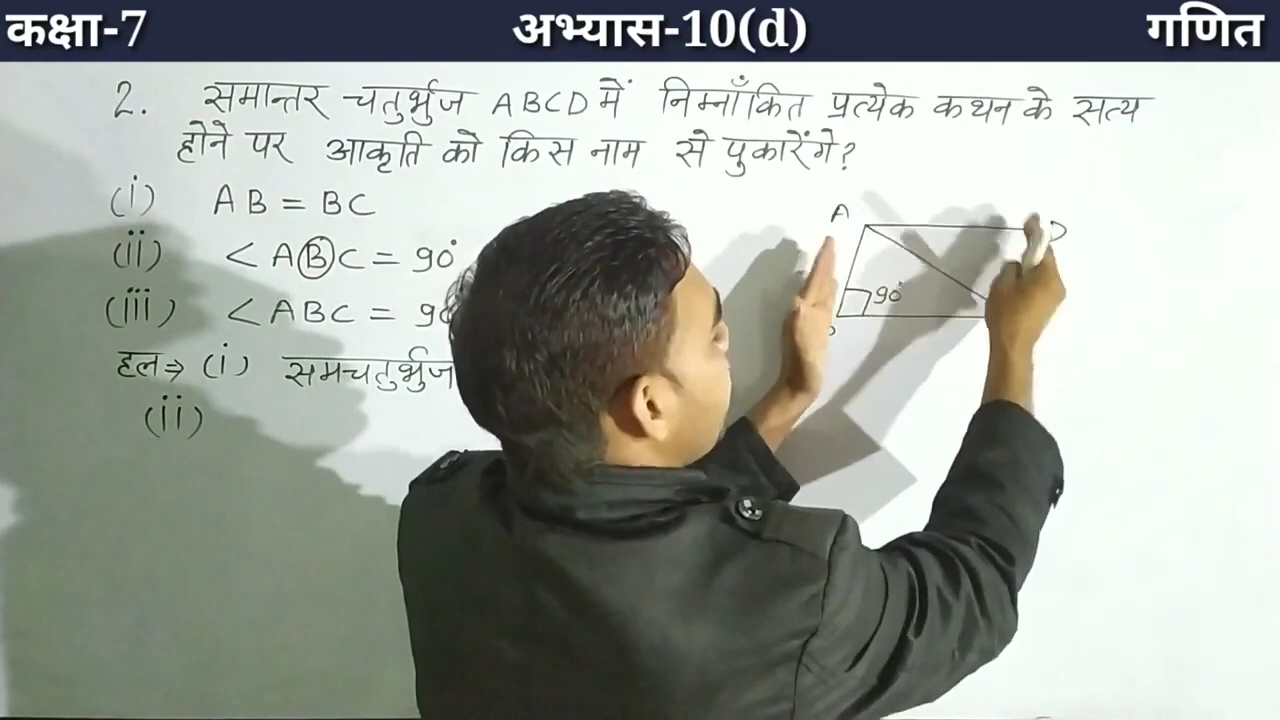 कक्षा-7 अभ्यास-10(d) गणित
2. समान्तर चतुर्भुज ABCD में निम्नाँकित प्रत्येक कथन के सत्य
होने पर आकृति को किस नाम से पुकारेंगे?
(i) AB = BC
(ii) <ABC = 90°
(iii) <ABC = 90
हल⇒ (i) समचतुर्भुज
(ii)
A D
90°